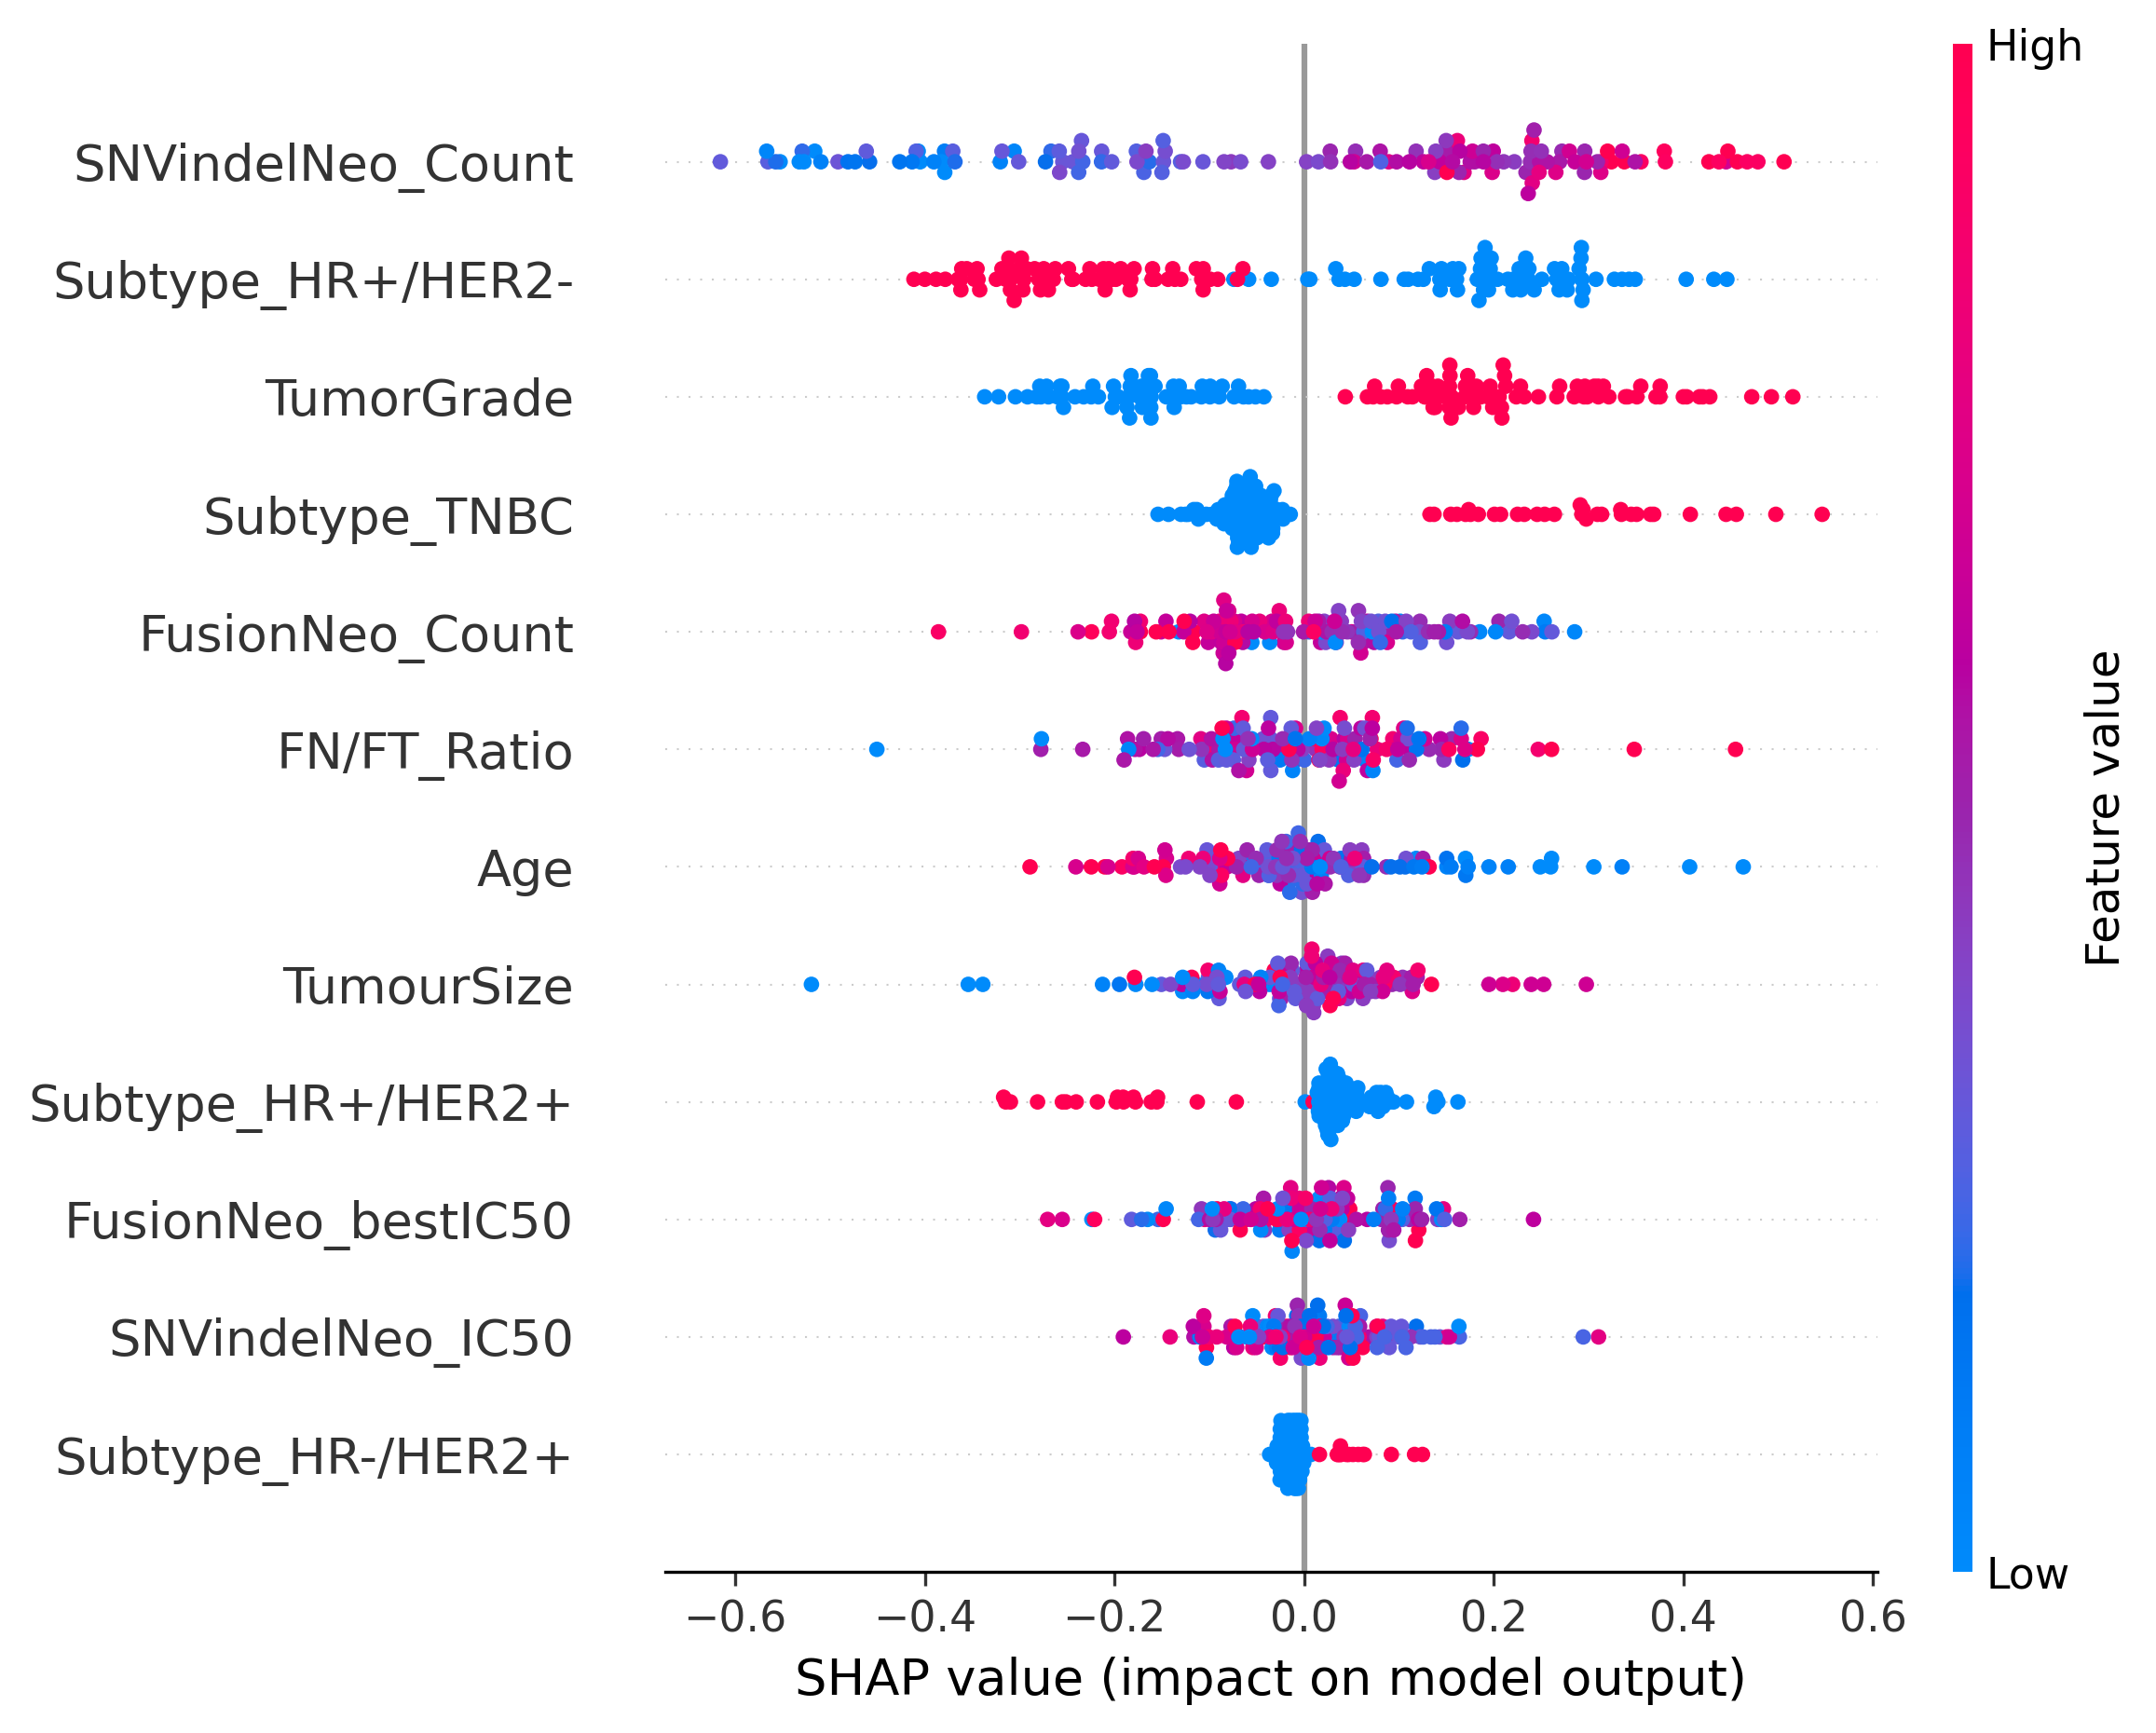 High
SNVindelNeo_Count
Subtype_HR+/HER2-
TumorGrade
Subtype_TNBC
FusionNeo_Count
FN/FT_Ratio
Age
TumourSize
Subtype_HR+/HER2+
FusionNeo_bestIC50
SNVindelNeo_IC50
Subtype_HR-/HER2+
Feature value
Low
−0.6 −0.4 −0.2 0.0 0.2 0.4 0.6
SHAP value (impact on model output)